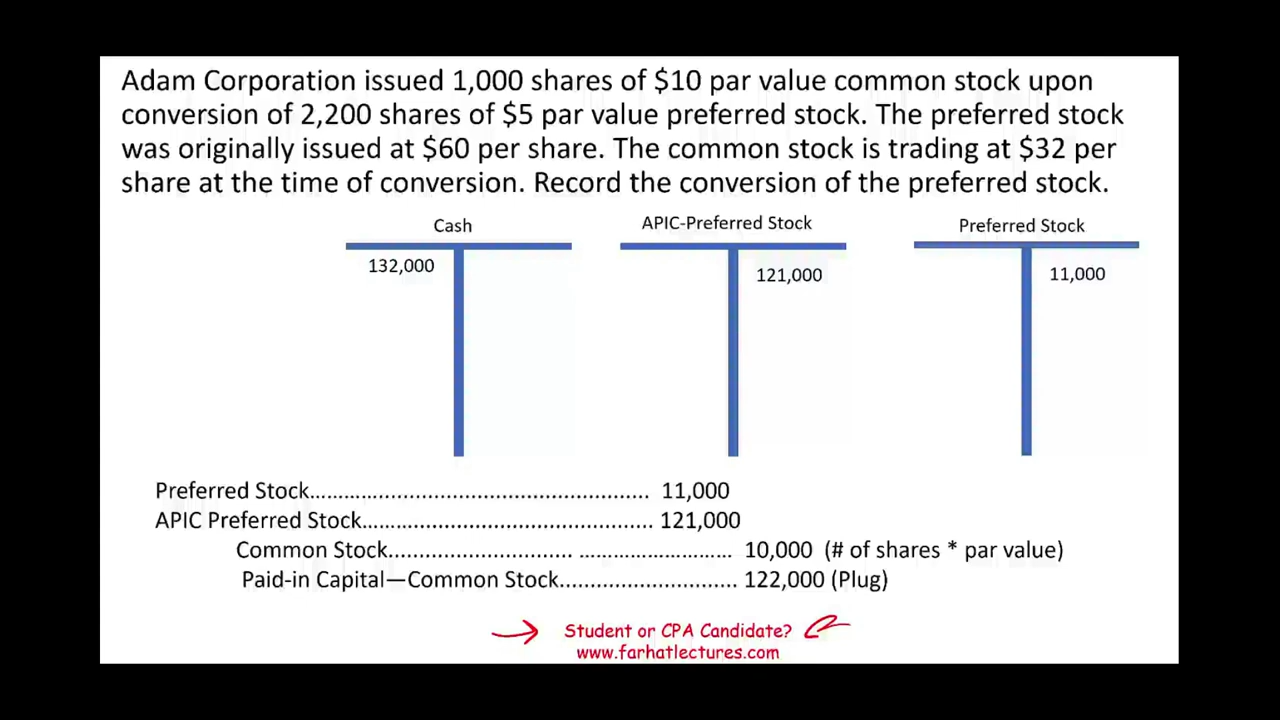 Adam Corporation issued 1,000 shares of $10 par value common stock upon
conversion of 2,200 shares of $5 par value preferred stock. The preferred stock
was originally issued at $60 per share. The common stock is trading at $32 per
share at the time of conversion. Record the conversion of the preferred stock.
Cash APIC-Preferred Stock Preferred Stock
132,000 121,000 11,000
Preferred Stock........................................................ 11,000
APIC Preferred Stock................................................ 121,000
Common Stock.............................. ......................... 10,000 (# of shares * par value)
Paid-in Capital—Common Stock............................. 122,000 (Plug)
Student or CPA Candidate?
www.farhatlectures.com